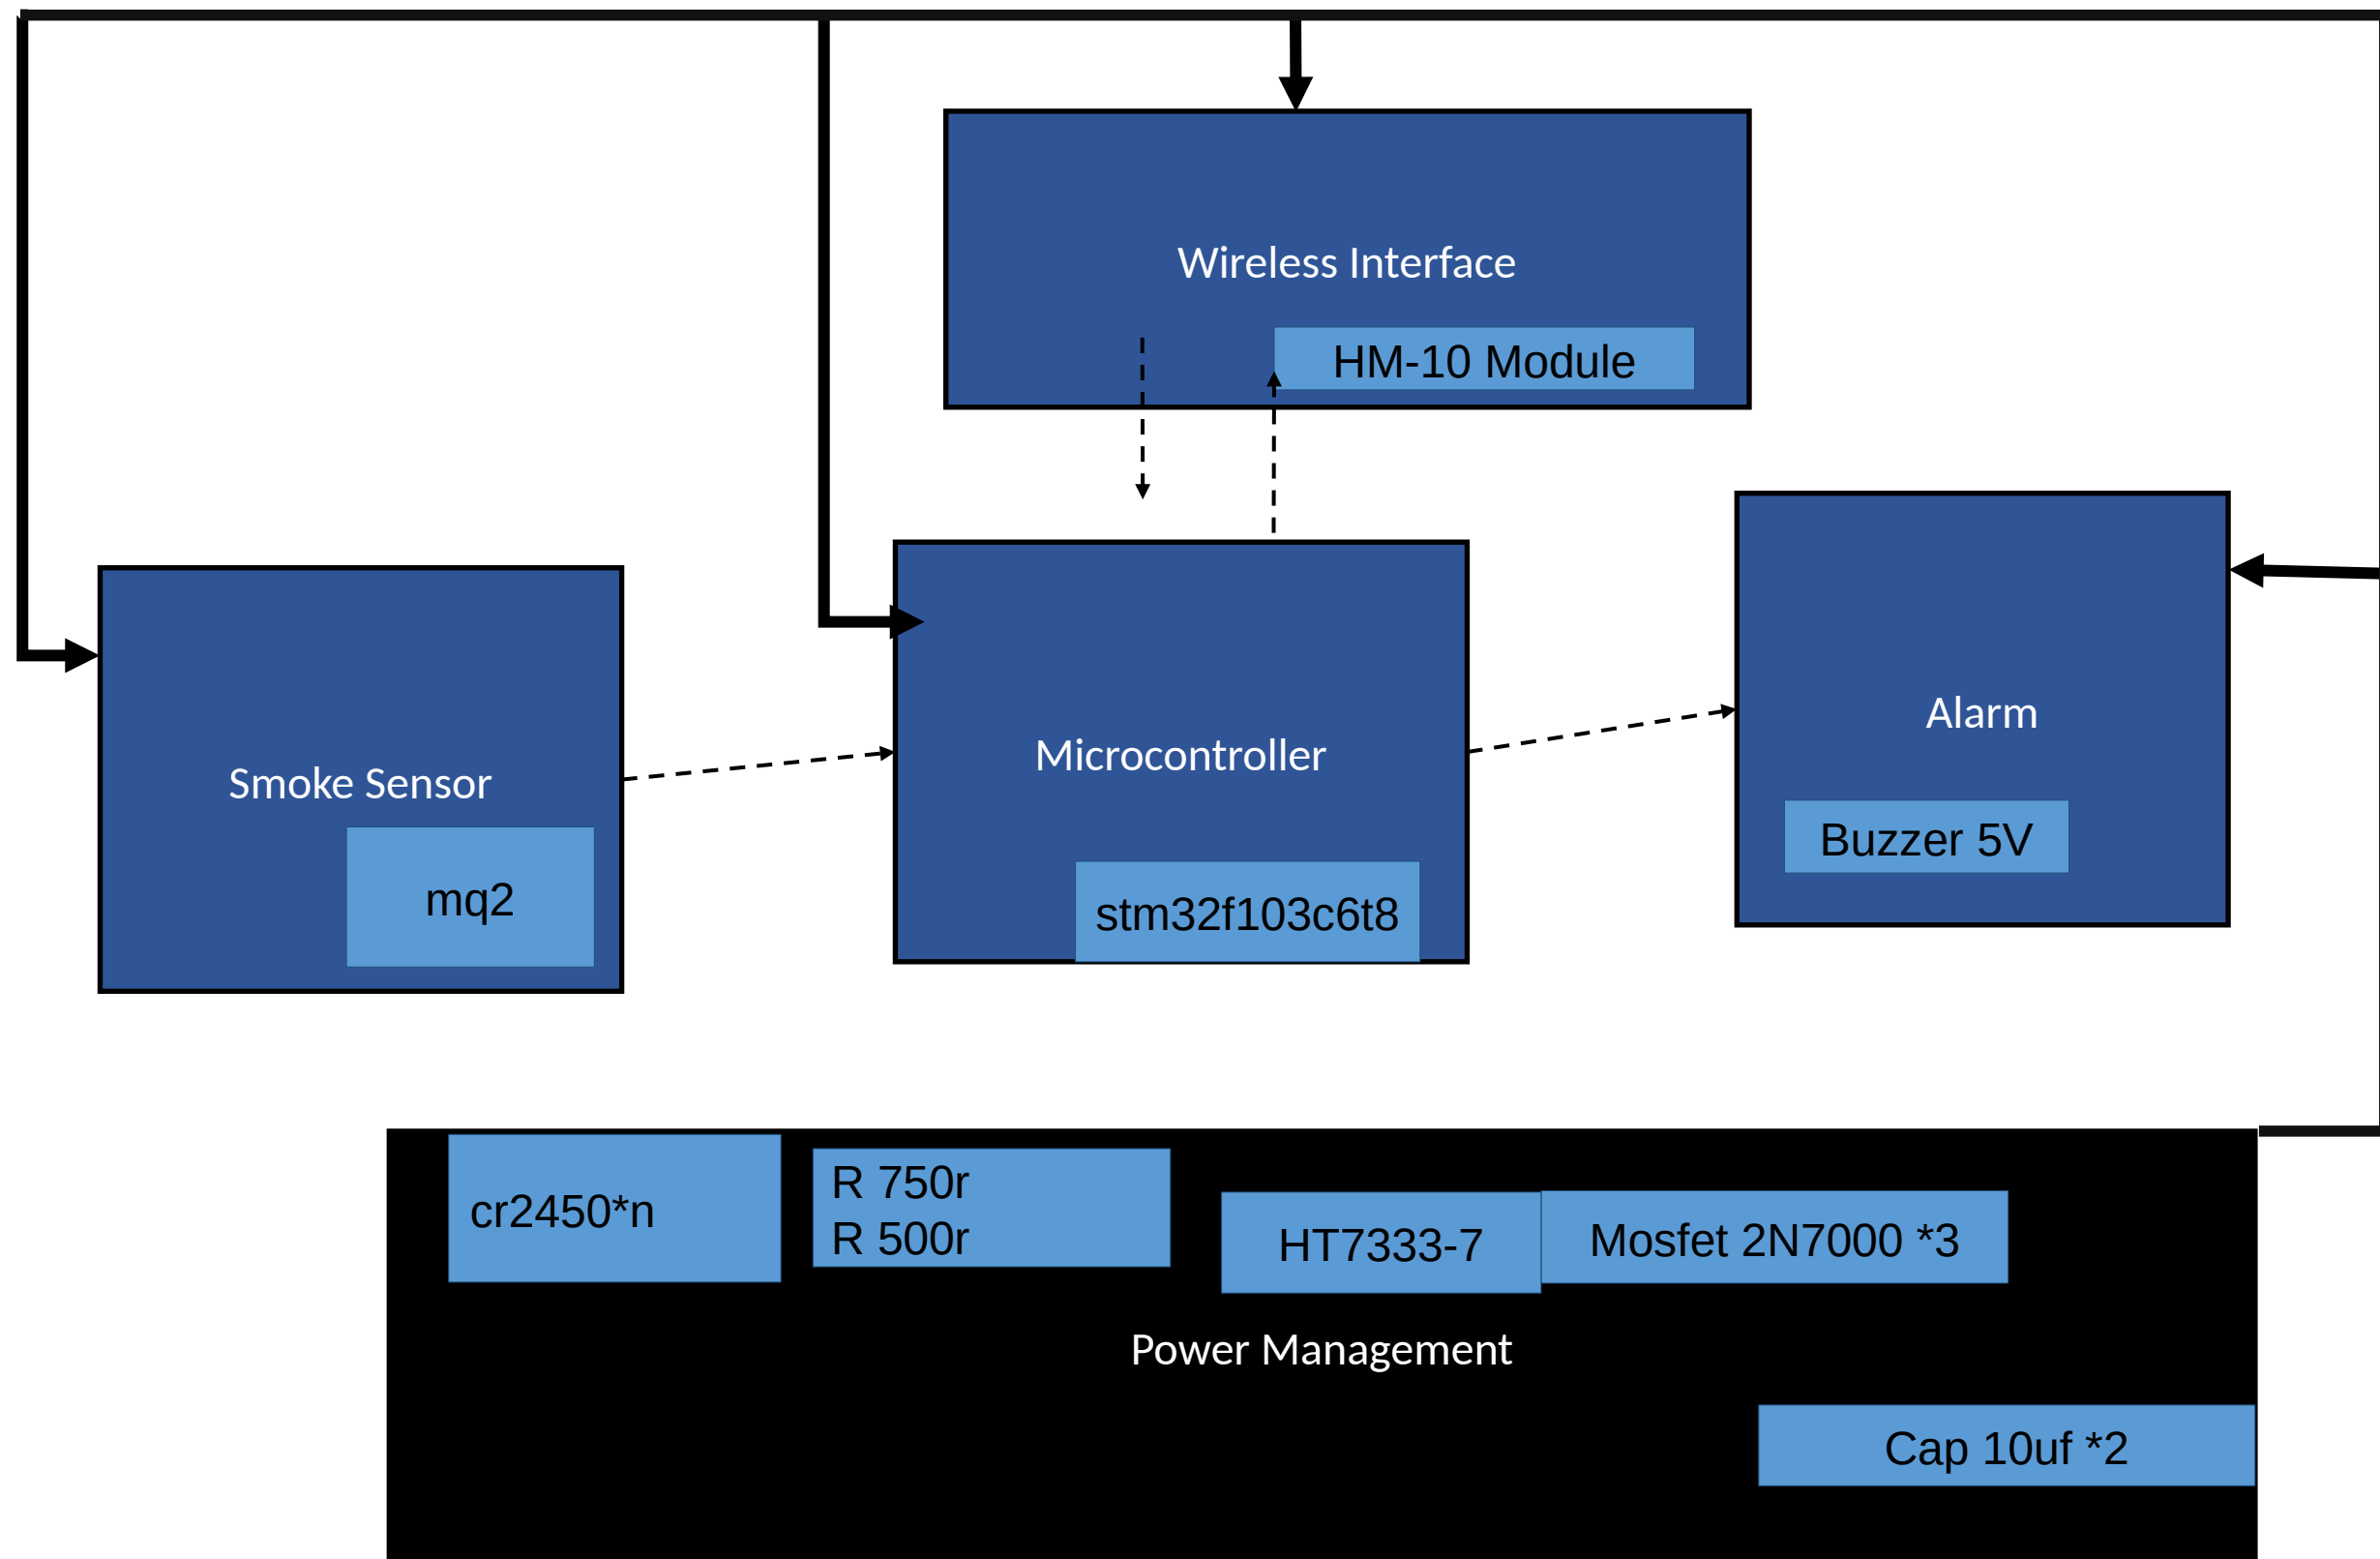 Wireless Interface
HM-10 Module
Smoke Sensor
mq2
Microcontroller
stm32f103c6t8
Alarm
Buzzer 5V
cr2450*n
R 750r
R 500r
HT7333-7
Mosfet 2N7000 *3
Power Management
Cap 10uf *2